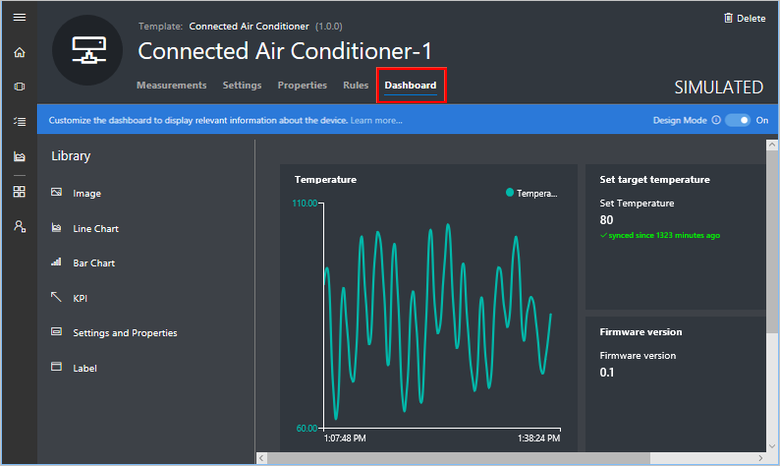 Delete
Template: Connected Air Conditioner (1.0.0)
Connected Air Conditioner-1
Measurements Settings Properties Rules Dashboard
SIMULATED
Customize the dashboard to display relevant information about the device. Learn more...
Design Mode On
Library
Image
Line Chart
Bar Chart
KPI
Settings and Properties
Label
Temperature
Tempera...
110.00
60.00
1:07:48 PM 1:38:24 PM
Set target temperature
Set Temperature
80
synced since 1323 minutes ago
Firmware version
Firmware version
0.1